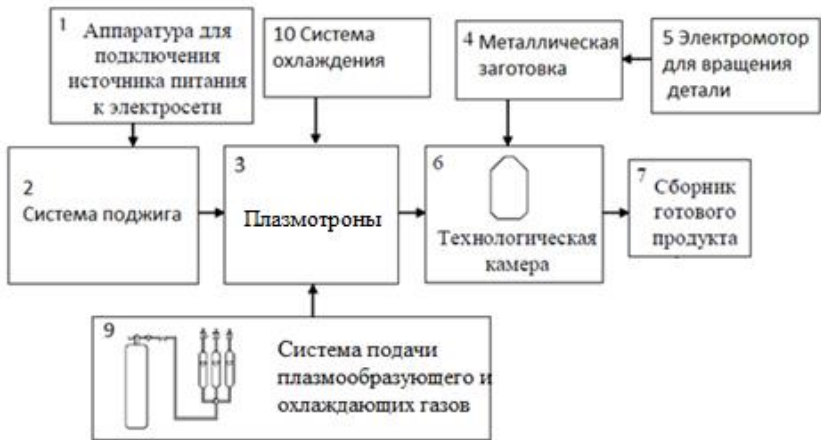 1 Аппаратура для
подключения
источника питания
к электросети
10 Система
охлаждения
4 Металлическая
заготовка
5 Электромотор
для вращения
детали
2
Система поджига
3
Плазмотроны
6
Технологическая
камера
7
Сборник
готового
продукта
9
Система подачи
плазмообразующего и
охлаждающих газов